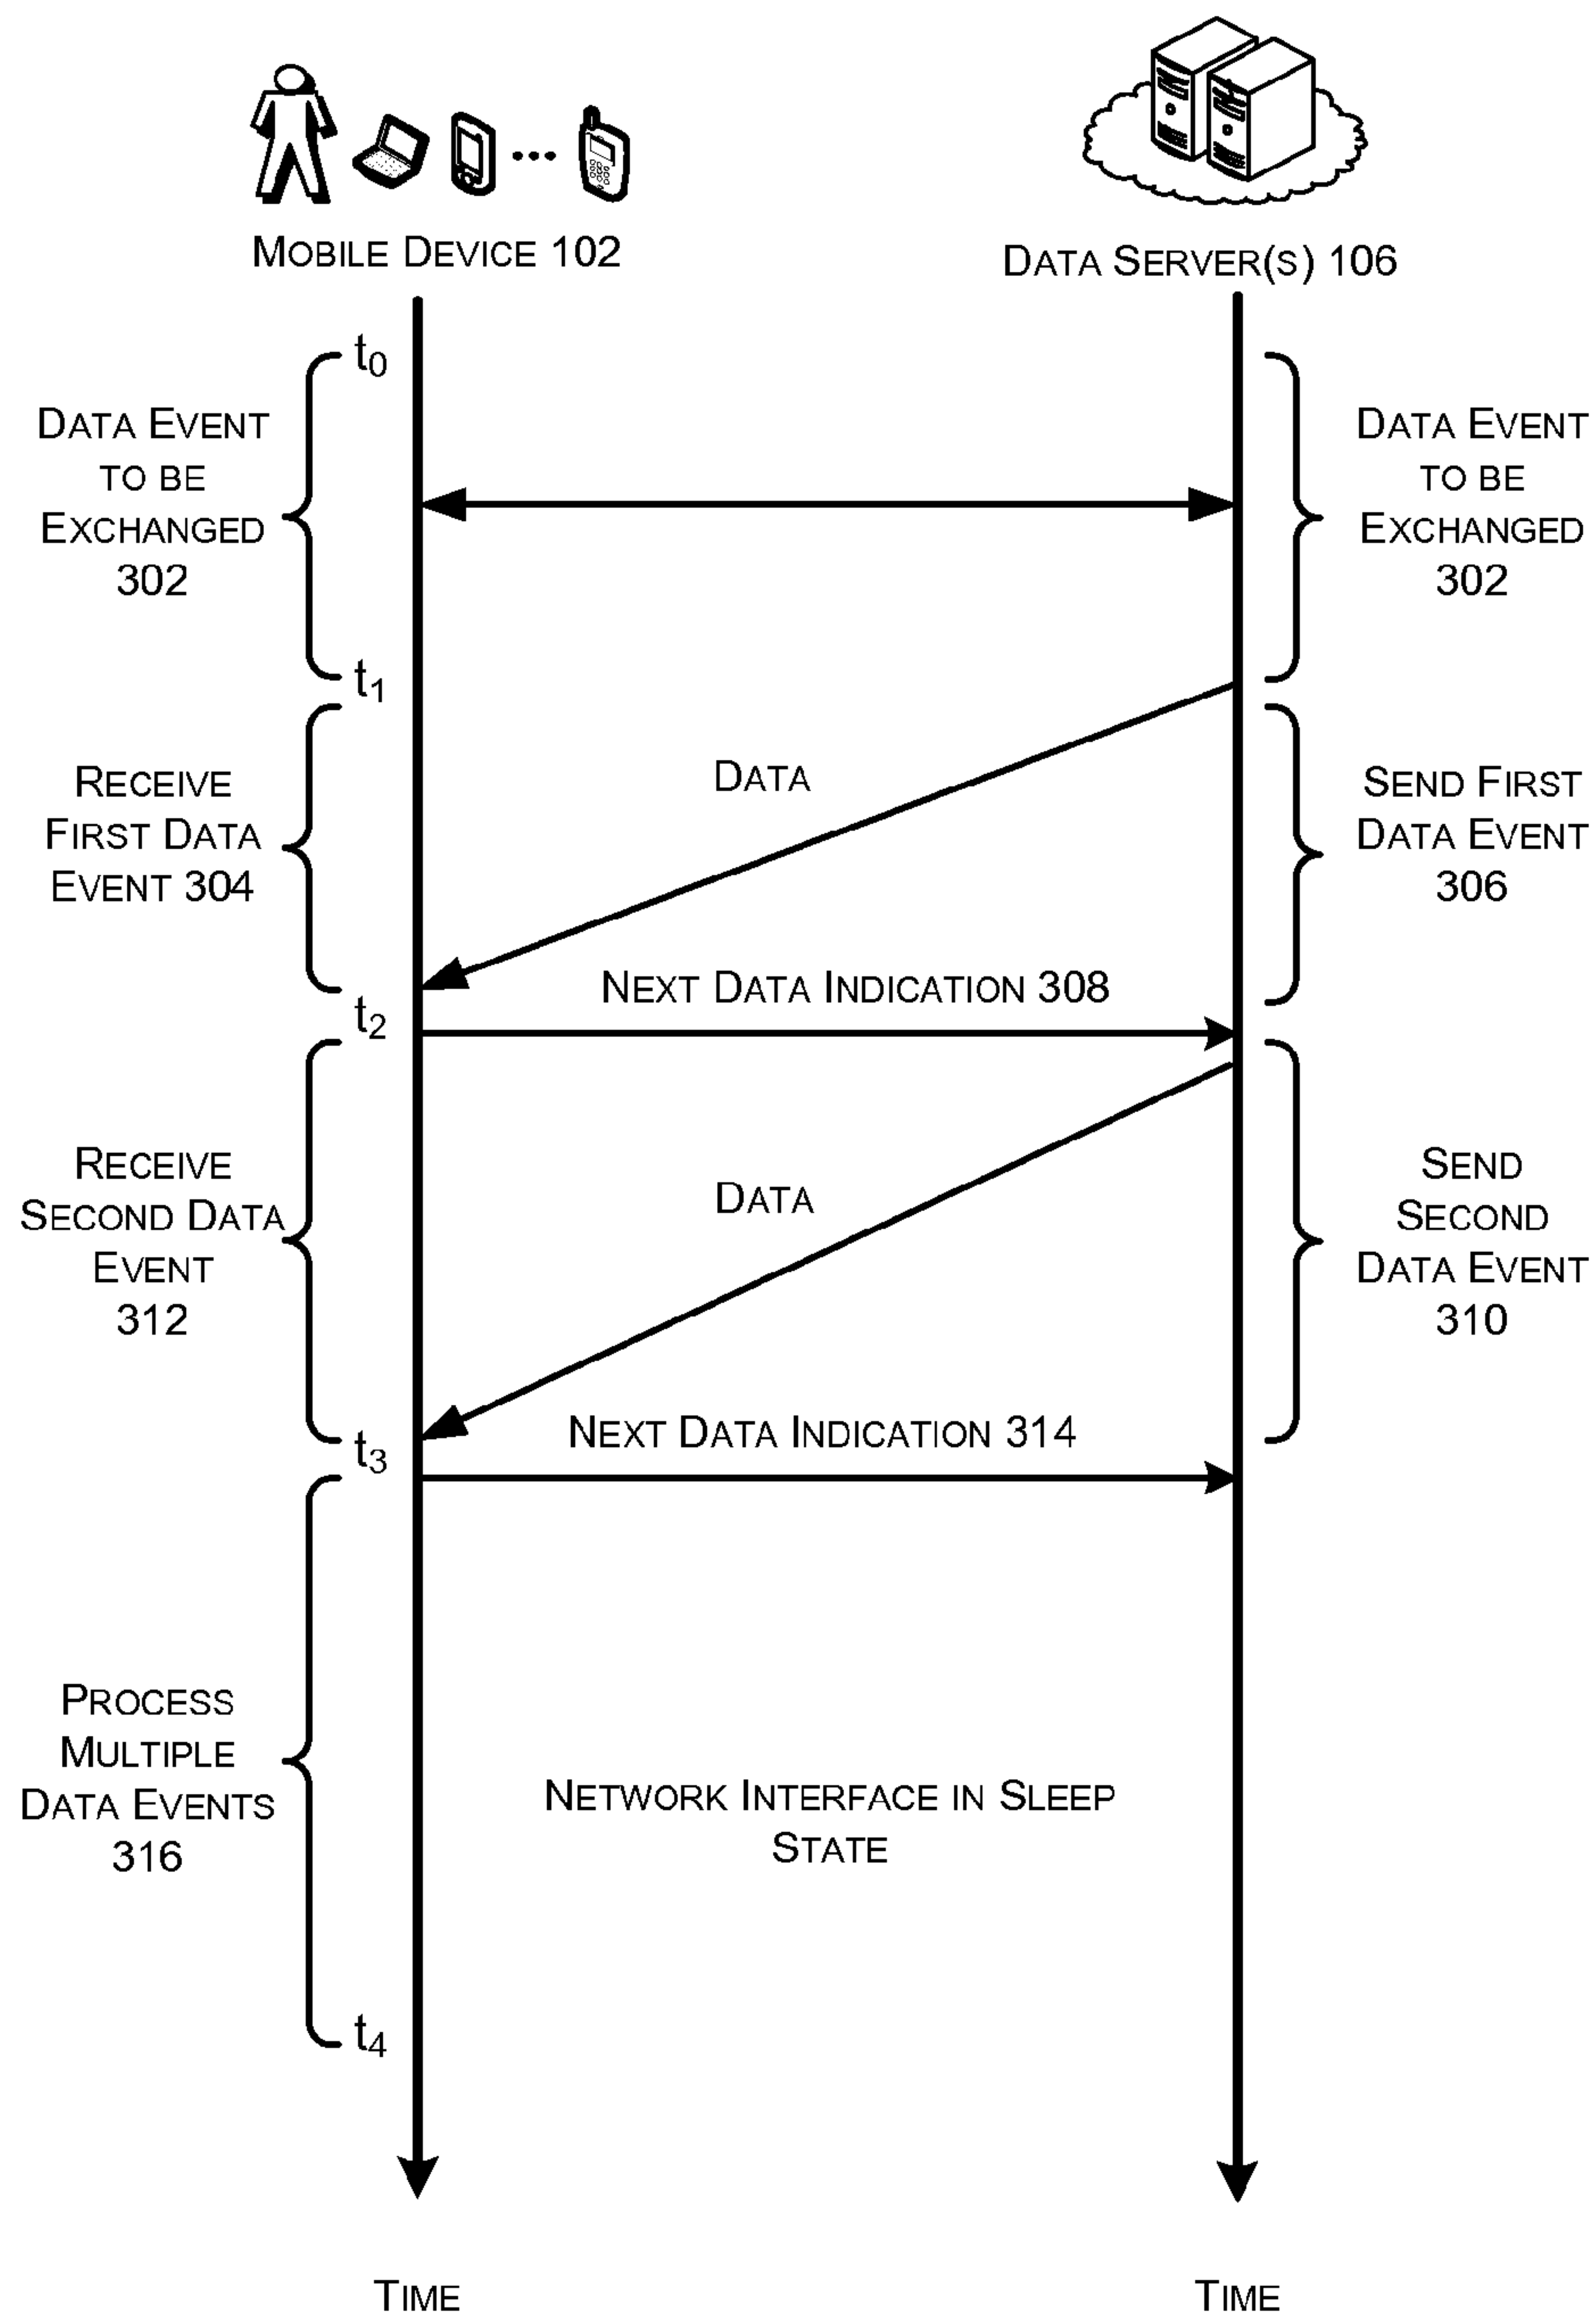 Mobile Device 102
Data Server(s) 106
t0
Data Event
to be
Exchanged
302
Data Event
to be
Exchanged
302
t1
Receive
First Data
Event 304
Data
Send First
Data Event
306
Next Data Indication 308
t2
Receive
Second Data
Event
312
Data
Send
Second
Data Event
310
Next Data Indication 314
t3
Process
Multiple
Data Events
316
Network Interface in Sleep
State
t4
Time
Time